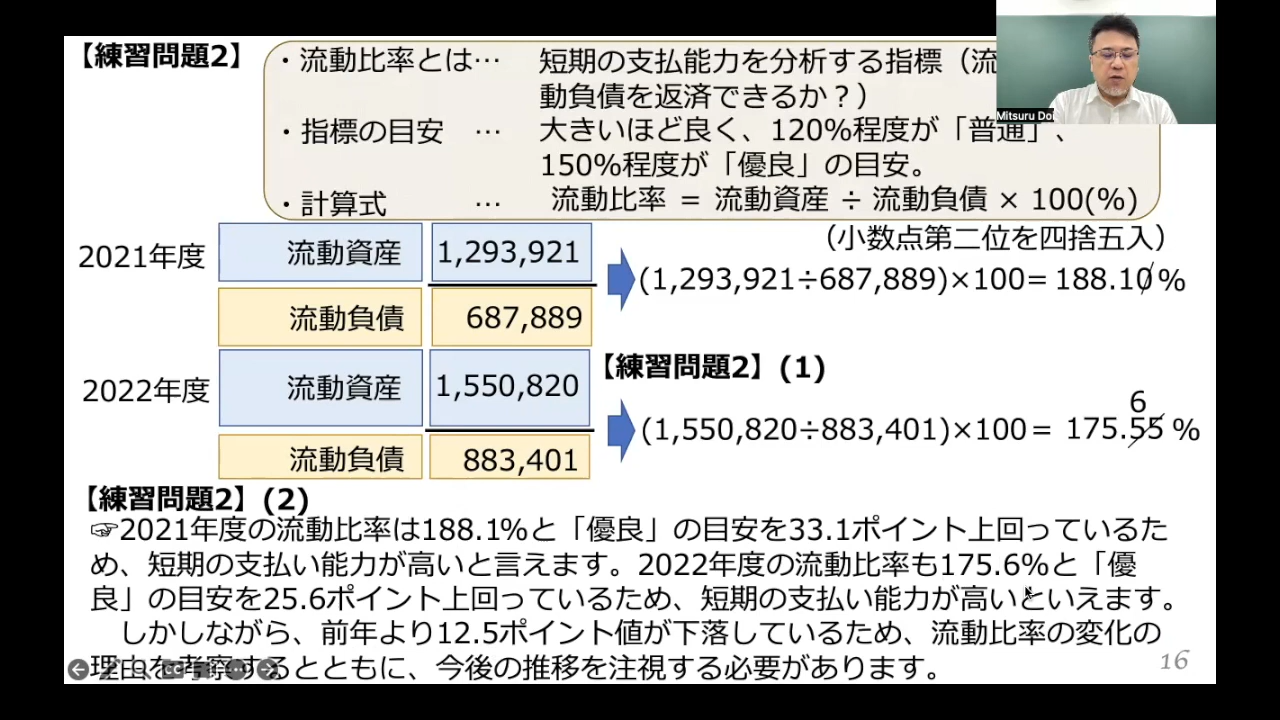 【練習問題2】
・流動比率とは… 短期の支払能力を分析する指標（流
動負債を返済できるか？）
・指標の目安 … 大きいほど良く、120%程度が「普通」、
150%程度が「優良」の目安。
・計算式 … 流動比率 ＝ 流動資産 ÷ 流動負債 × 100(%)
（小数点第二位を四捨五入）
2021年度 流動資産 1,293,921
(1,293,921÷687,889)×100＝188.10%
流動負債 687,889
2022年度 流動資産 1,550,820
【練習問題2】(1)
6
(1,550,820÷883,401)×100＝ 175.55 %
流動負債 883,401
【練習問題2】(2)
☞2021年度の流動比率は188.1%と「優良」の目安を33.1ポイント上回っているた
め、短期の支払い能力が高いと言えます。2022年度の流動比率も175.6%と「優
良」の目安を25.6ポイント上回っているため、短期の支払い能力が高いといえます。
しかしながら、前年より12.5ポイント値が下落しているため、流動比率の変化の
理由を考察するとともに、今後の推移を注視する必要があります。
16
Mitsuru Doi